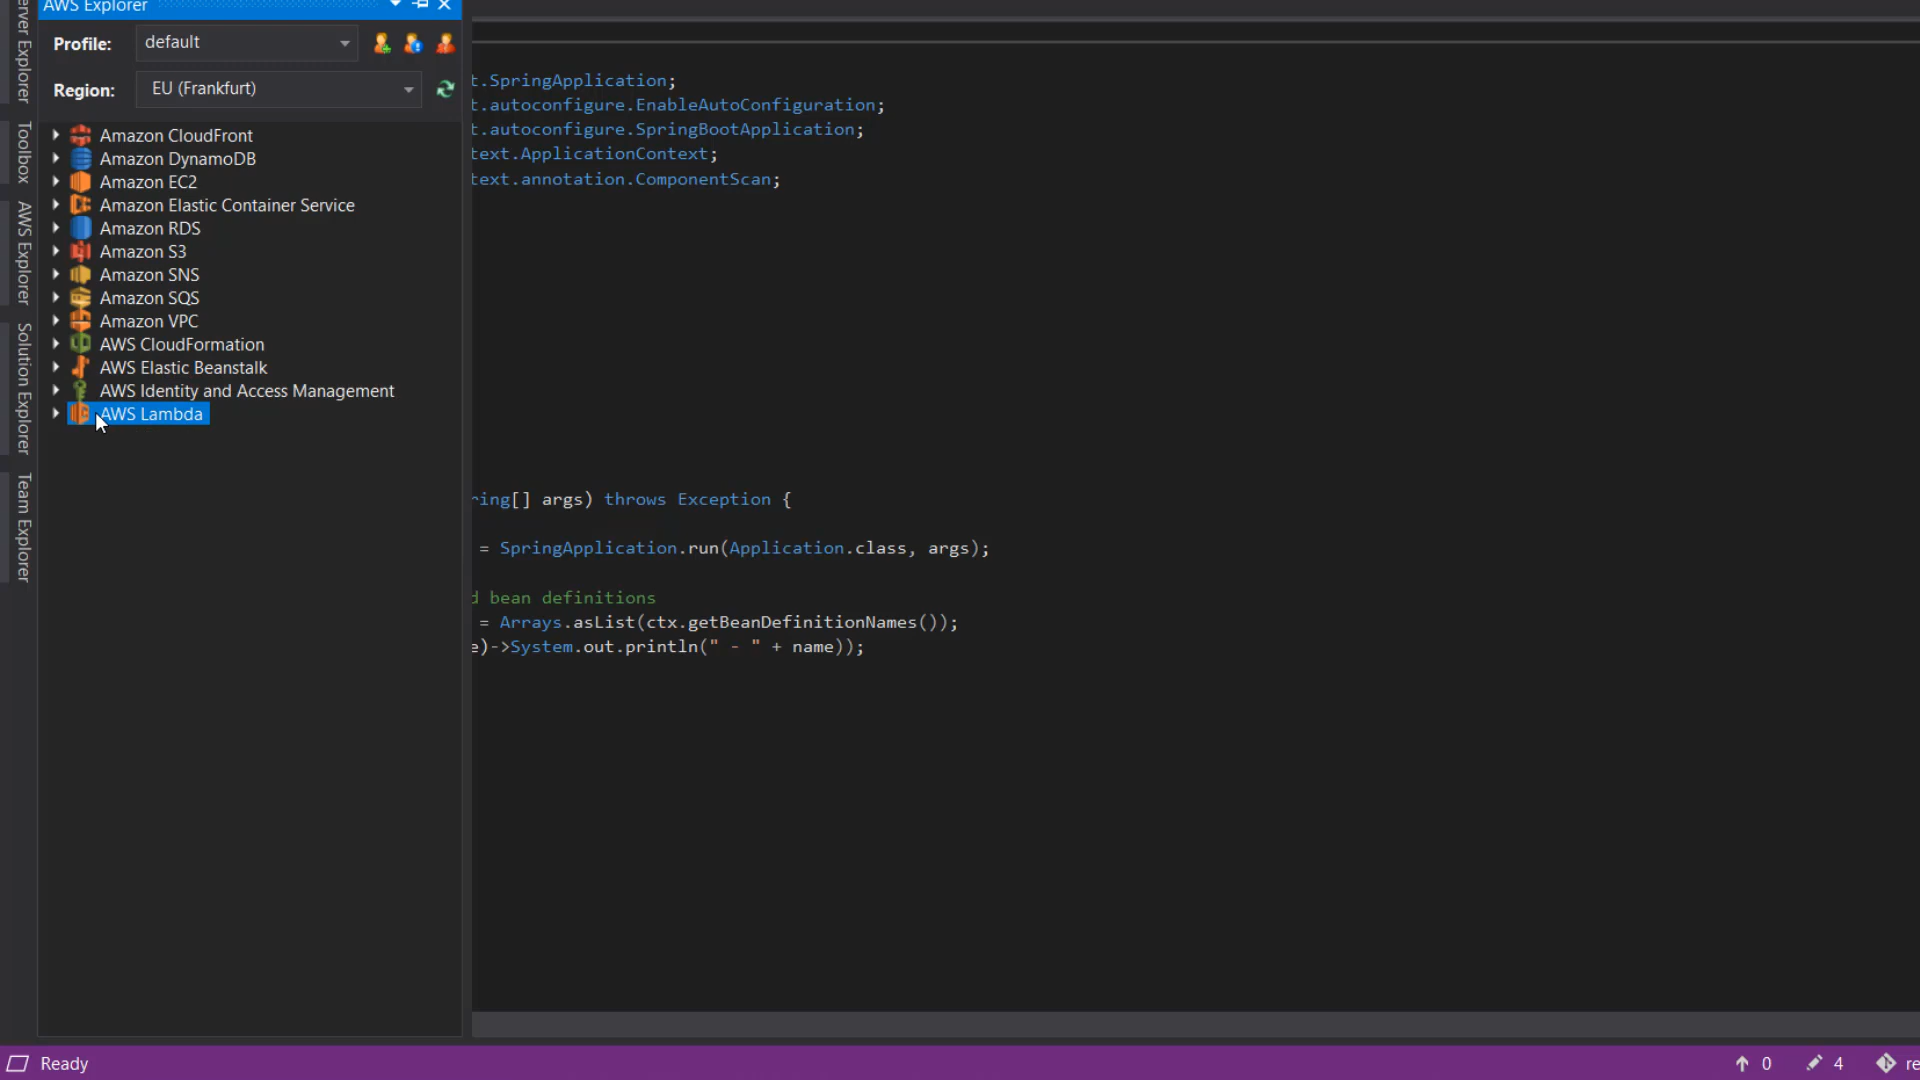 AWS Explorer
Profile:
default
Region:
EU (Frankfurt)
Amazon CloudFront
Amazon DynamoDB
Amazon EC2
Amazon Elastic Container Service
Amazon RDS
Amazon S3
Amazon SNS
Amazon SQS
Amazon VPC
AWS CloudFormation
AWS Elastic Beanstalk
AWS Identity and Access Management
AWS Lambda
erver Explorer
Toolbox
AWS Explorer
Solution Explorer
Team Explorer
t.SpringApplication;
t.autoconfigure.EnableAutoConfiguration;
t.autoconfigure.SpringBootApplication;
text.ApplicationContext;
text.annotation.ComponentScan;
ring[] args) throws Exception {
= SpringApplication.run(Application.class, args);
d bean definitions
= Arrays.asList(ctx.getBeanDefinitionNames());
e)->System.out.println(" - " + name));
Ready
0
4
re